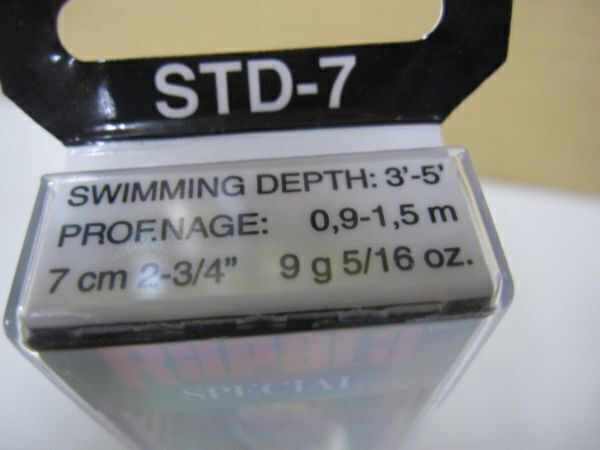 STD-7
SWIMMING DEPTH: 3'-5'
PROF.NAGE: 0,9-1,5 m
7 cm 2-3/4" 9 g 5/16 oz.
Rapala
SPECIAL